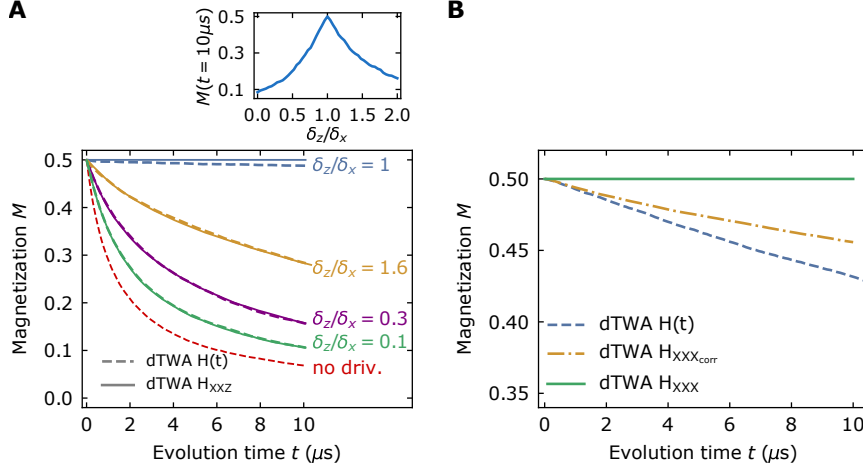 A
B
M(t = 10μs)
0.5
0.3
0.1
0.0 0.5 1.0 1.5 2.0
δz/δx
Magnetization M
0.5
0.4
0.3
0.2
0.1
0.0
δz/δx = 1
δz/δx = 1.6
δz/δx = 0.3
δz/δx = 0.1
no driv.
dTWA H(t)
dTWA HXXZ
0 2 4 6 8 10
Evolution time t (μs)
Magnetization M
0.50
0.45
0.40
0.35
dTWA H(t)
dTWA HXXXcorr
dTWA HXXX
0 2 4 6 8 10
Evolution time t (μs)